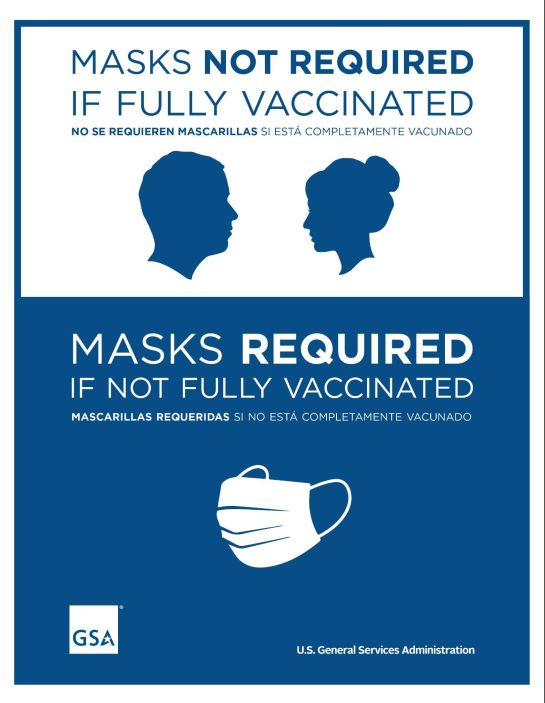 MASKS NOT REQUIRED
IF FULLY VACCINATED
NO SE REQUIEREN MASCARILLAS SI ESTÁ COMPLETAMENTE VACUNADO
MASKS REQUIRED
IF NOT FULLY VACCINATED
MASCARILLAS REQUERIDAS SI NO ESTÁ COMPLETAMENTE VACUNADO
GSA®
U.S. General Services Administration